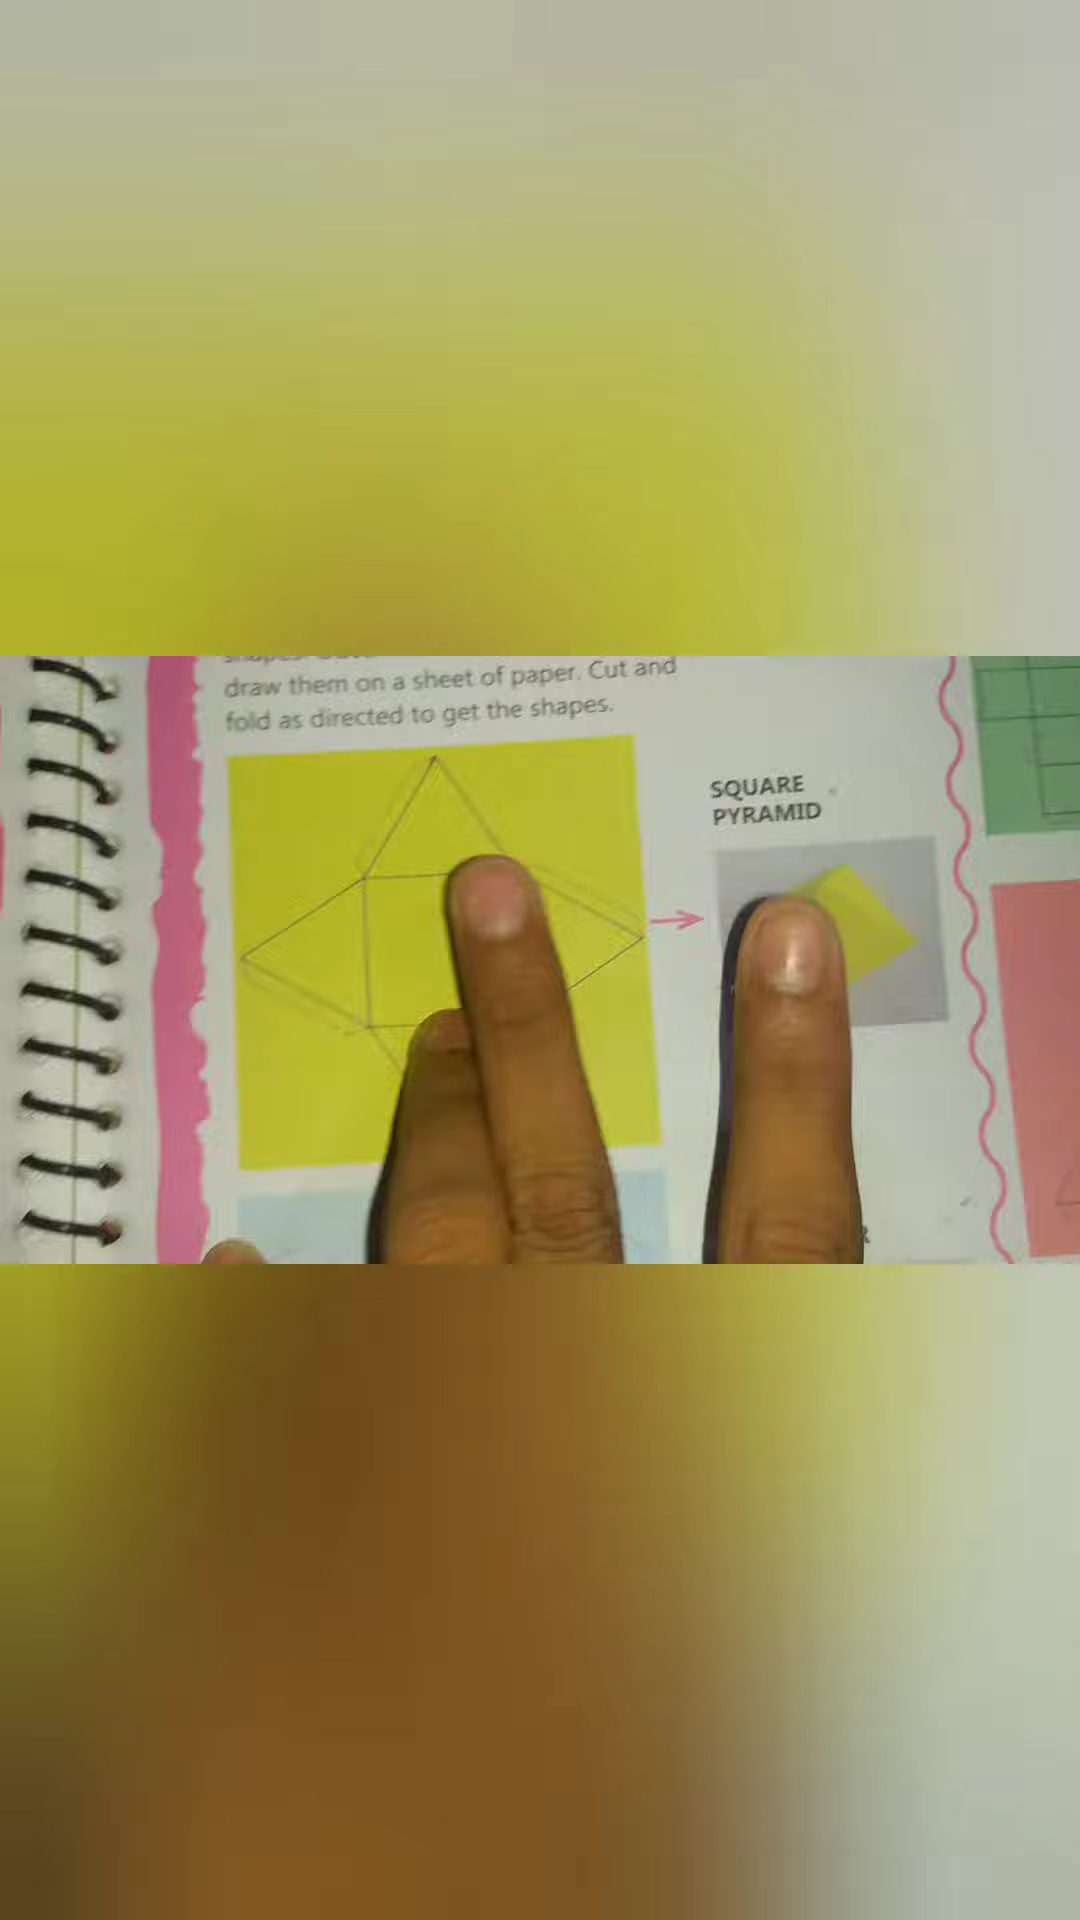 draw them on a sheet of paper. Cut and
fold as directed to get the shapes.
SQUARE
PYRAMID